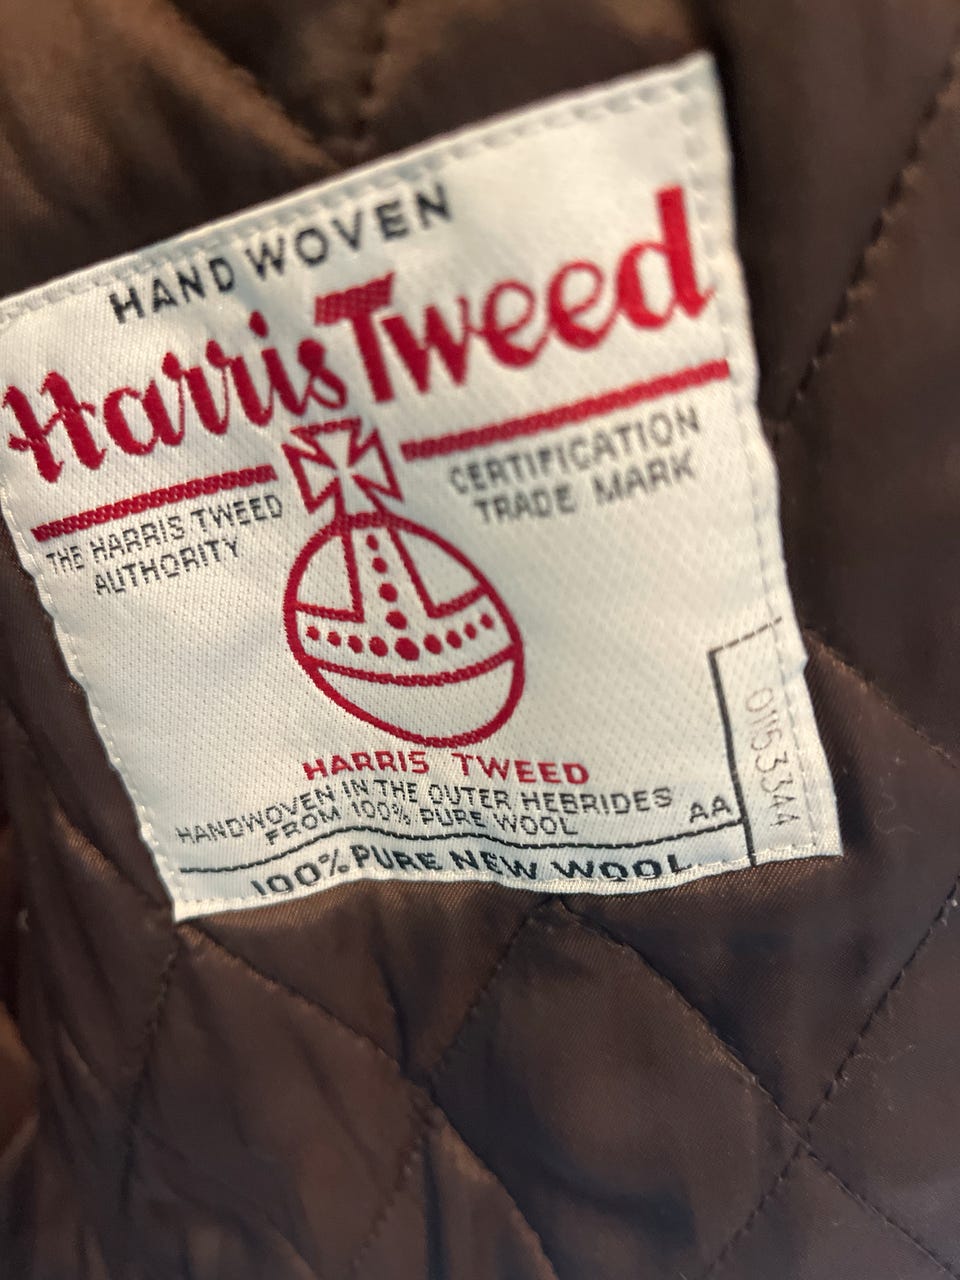 HAND WOVEN
Harris Tweed
THE HARRIS TWEED
AUTHORITY
CERTIFICATION
TRADE MARK
HARRIS TWEED
HANDWOVEN IN THE OUTER HEBRIDES
FROM 100% PURE WOOL
AA
100% PURE NEW WOOL
01153344